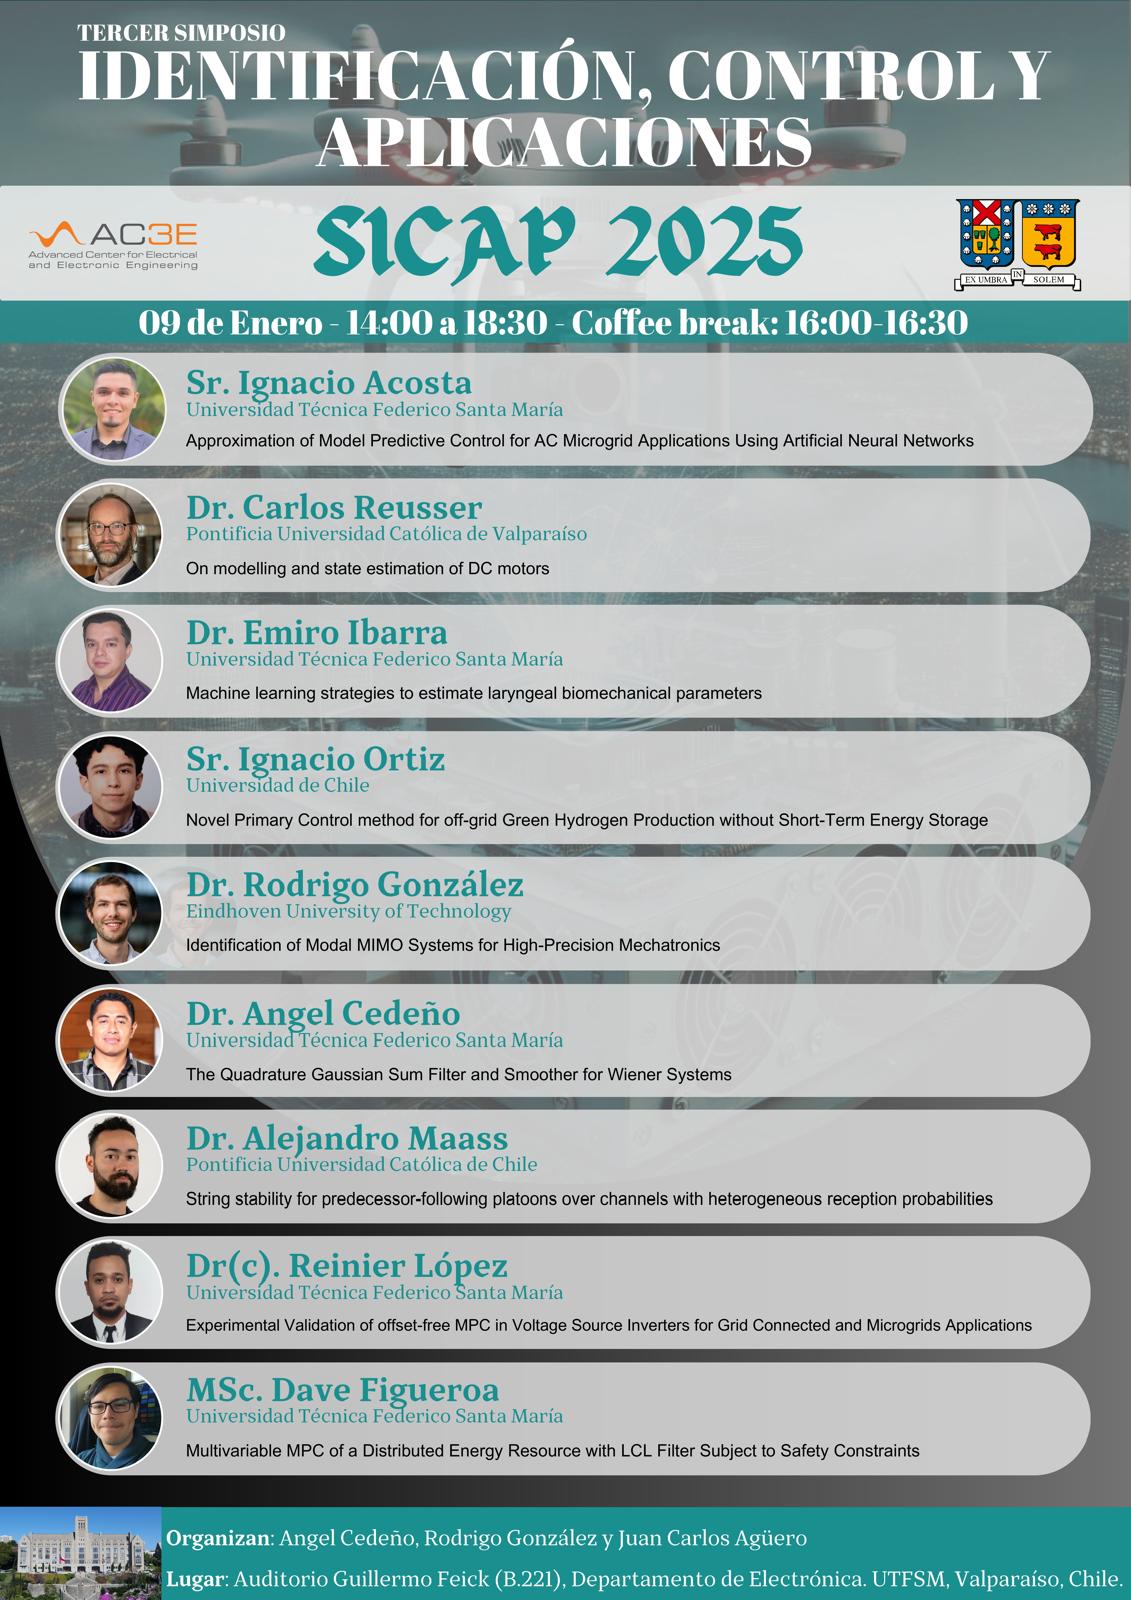 TERCER SIMPOSIO
IDENTIFICACIÓN, CONTROL Y
APLICACIONES
AC3E
Advanced Center for Electrical
and Electronic Engineering
SICAP 2025
EX UMBRA IN SOLEM
09 de Enero - 14:00 a 18:30 - Coffee break: 16:00-16:30
Sr. Ignacio Acosta
Universidad Técnica Federico Santa María
Approximation of Model Predictive Control for AC Microgrid Applications Using Artificial Neural Networks
Dr. Carlos Reusser
Pontificia Universidad Católica de Valparaíso
On modelling and state estimation of DC motors
Dr. Emiro Ibarra
Universidad Técnica Federico Santa María
Machine learning strategies to estimate laryngeal biomechanical parameters
Sr. Ignacio Ortiz
Universidad de Chile
Novel Primary Control method for off-grid Green Hydrogen Production without Short-Term Energy Storage
Dr. Rodrigo González
Eindhoven University of Technology
Identification of Modal MIMO Systems for High-Precision Mechatronics
Dr. Angel Cedeño
Universidad Técnica Federico Santa María
The Quadrature Gaussian Sum Filter and Smoother for Wiener Systems
Dr. Alejandro Maass
Pontificia Universidad Católica de Chile
String stability for predecessor-following platoons over channels with heterogeneous reception probabilities
Dr(c). Reinier López
Universidad Técnica Federico Santa María
Experimental Validation of offset-free MPC in Voltage Source Inverters for Grid Connected and Microgrids Applications
MSc. Dave Figueroa
Universidad Técnica Federico Santa María
Multivariable MPC of a Distributed Energy Resource with LCL Filter Subject to Safety Constraints
Organizan: Angel Cedeño, Rodrigo González y Juan Carlos Agüero
Lugar: Auditorio Guillermo Feick (B.221), Departamento de Electrónica. UTFSM, Valparaíso, Chile.